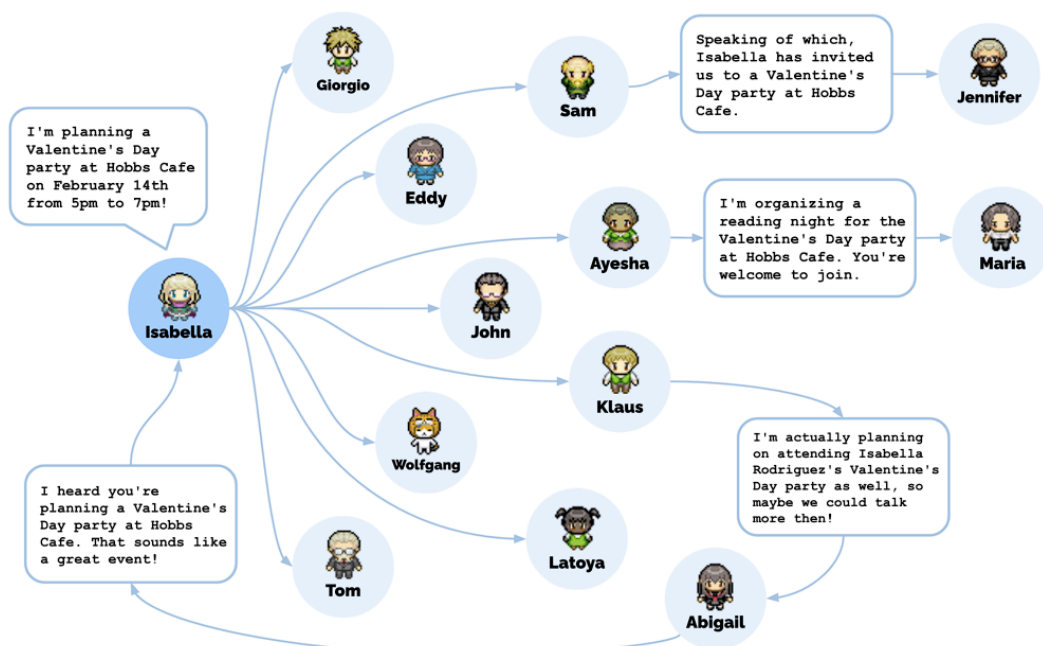 Giorgio
Sam
Speaking of which,
Isabella has invited
us to a Valentine's
Day party at Hobbs
Cafe.
Jennifer
I'm planning a
Valentine's Day
party at Hobbs Cafe
on February 14th
from 5pm to 7pm!
Eddy
Ayesha
I'm organizing a
reading night for the
Valentine's Day party
at Hobbs Cafe. You're
welcome to join.
Maria
Isabella
John
Klaus
Wolfgang
I'm actually planning
on attending Isabella
Rodriguez's Valentine's
Day party as well, so
maybe we could talk
more then!
I heard you're
planning a Valentine's
Day party at Hobbs
Cafe. That sounds like
a great event!
Tom
Latoya
Abigail